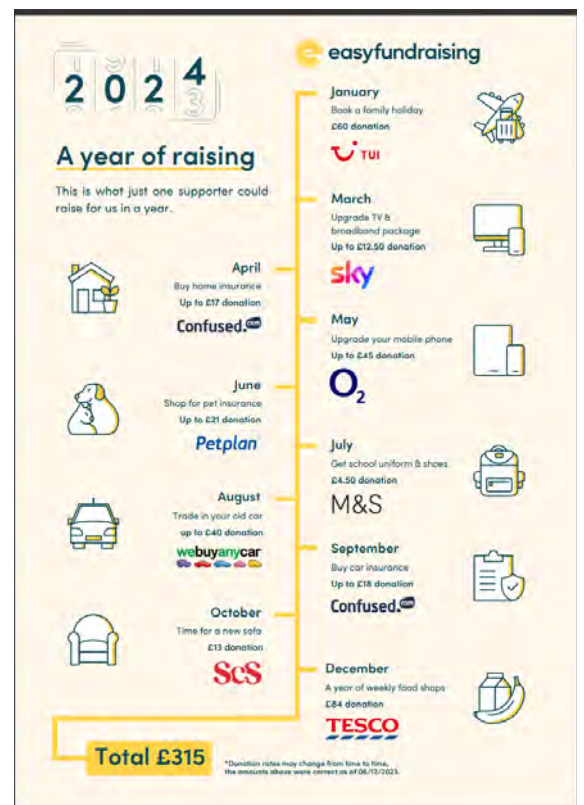 2 0 2 4
3
easyfundraising
A year of raising
This is what just one supporter could
raise for us in a year.
January
Book a family holiday
£60 donation
TUI
March
Upgrade TV &
broadband package
Up to £12.50 donation
sky
April
Buy home insurance
Up to £17 donation
Confused.com
May
Upgrade your mobile phone
Up to £45 donation
O2
June
Shop for pet insurance
Up to £21 donation
Petplan
July
Get school uniform & shoes
£4.50 donation
M&S
August
Trade in your old car
up to £40 donation
webuyanycar
September
Buy car insurance
Up to £18 donation
Confused.com
October
Time for a new sofa
£13 donation
ScS
December
A year of weekly food shops
£84 donation
TESCO
Total £315
*Donation rates may change from time to time,
the amounts above were correct as of 06/12/2023.